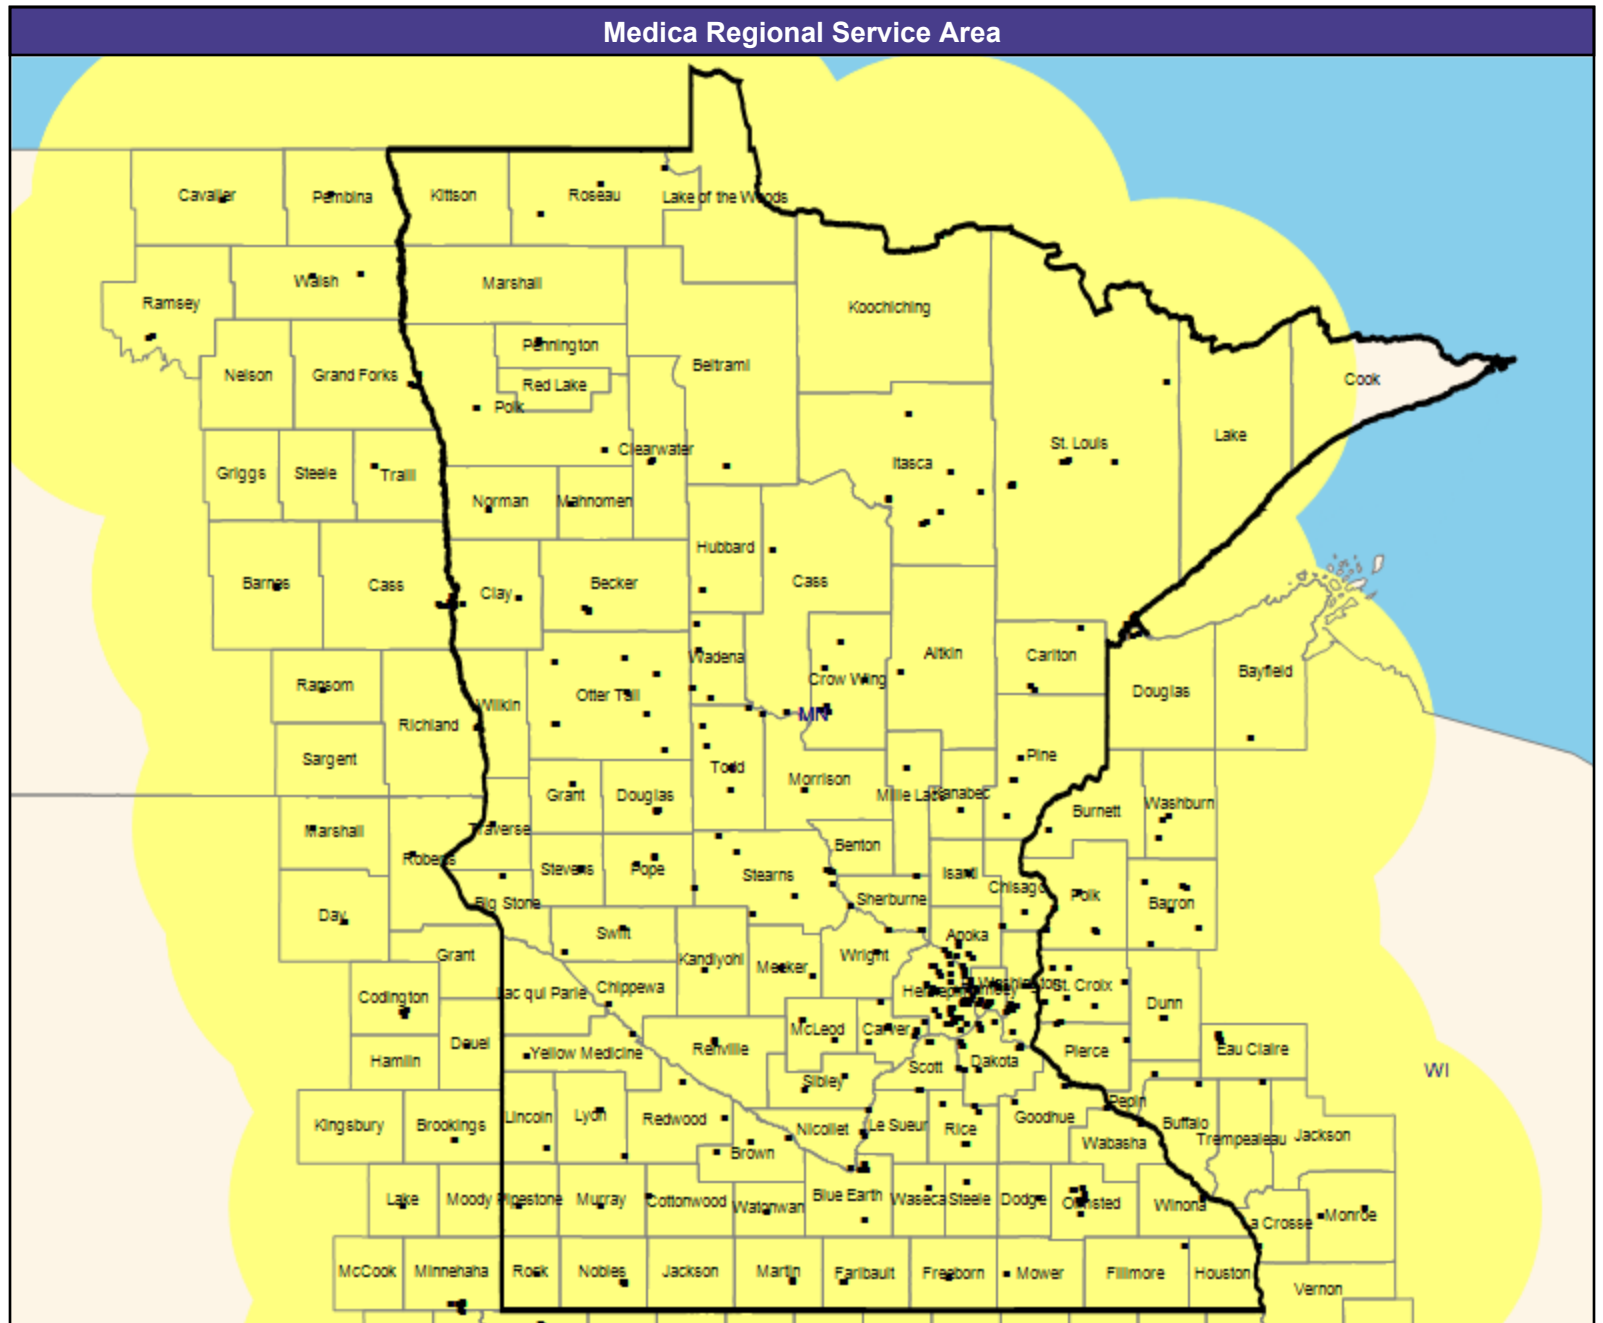 Medica Regional Service Area
Cavalier
Pembina
Kittson
Roseau
Lake of the Woods
Ramsey
Walsh
Marshall
Koochiching
Pennington
Red Lake
Beltrami
Nelson
Grand Forks
Polk
Cook
Lake
St. Louis
Clearwater
Itasca
Griggs
Steele
Traill
Norman
Mahnomen
Hubbard
Cass
Barnes
Cass
Clay
Becker
Aitkin
Carlton
Wadena
Crow Wing
Douglas
Bayfield
Ransom
Richland
Wilkin
Otter Tail
MN
Sargent
Todd
Morrison
Pine
Grant
Douglas
Mille Lacs
Kanabec
Burnett
Washburn
Marshall
Roberts
Traverse
Stevens
Pope
Stearns
Benton
Isanti
Chisago
Polk
Barron
Day
Big Stone
Sherburne
Swift
Anoka
Grant
Kandiyohi
Meeker
Wright
Codington
Lac qui Parle
Chippewa
Hennepin
Ramsey
Washington
St. Croix
Dunn
Deuel
Hamlin
Yellow Medicine
Renville
McLeod
Carver
Scott
Dakota
Pierce
Eau Claire
WI
Sibley
Kingsbury
Brookings
Lincoln
Lyon
Redwood
Nicollet
Le Sueur
Rice
Goodhue
Pepin
Buffalo
Trempealeau
Jackson
Brown
Wabasha
Lake
Moody
Pipestone
Murray
Cottonwood
Watonwan
Blue Earth
Waseca
Steele
Dodge
Olmsted
Winona
La Crosse
Monroe
McCook
Minnehaha
Rock
Nobles
Jackson
Martin
Faribault
Freeborn
Mower
Fillmore
Houston
Vernon